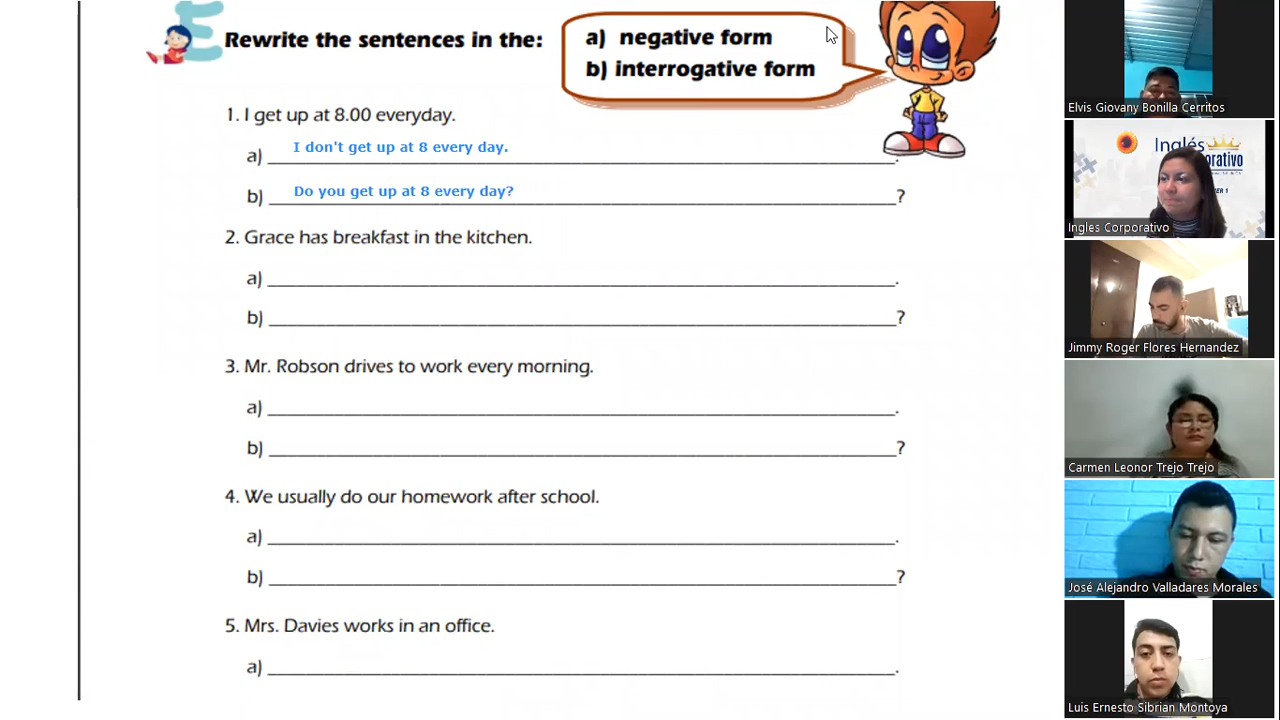 E
Rewrite the sentences in the:
a) negative form
b) interrogative form
1. I get up at 8.00 everyday.
a) I don't get up at 8 every day.
b) Do you get up at 8 every day?
2. Grace has breakfast in the kitchen.
a) .
b) ?
3. Mr. Robson drives to work every morning.
a) .
b) ?
4. We usually do our homework after school.
a) .
b) ?
5. Mrs. Davies works in an office.
a) .
Elvis Giovany Bonilla Cerritos
Inglés
Ingles Corporativo
Jimmy Roger Flores Hernandez
Carmen Leonor Trejo Trejo
José Alejandro Valladares Morales
Luis Ernesto Sibrian Montoya